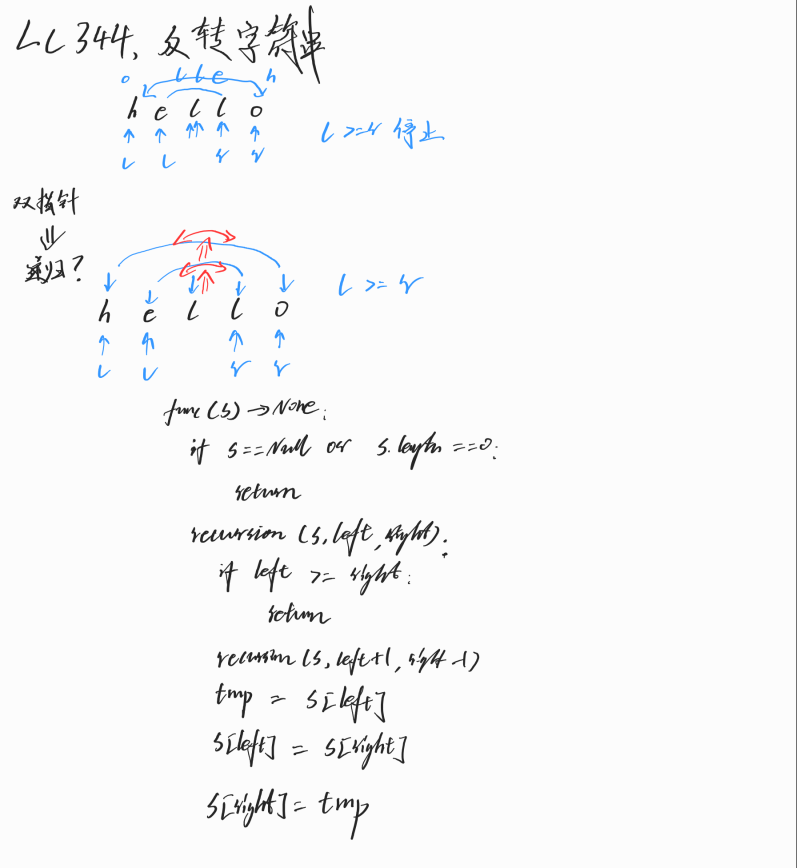 LC344、反转字符串
o l l e h
h e l l o
l l r r
l >= r 停止
双指针
递归?
h e l l o
l >= r
l l r r
func(s) → None:
if s == Null or s.length == 0:
return
recursion (s, left, right):
if left >= right:
return
recursion (s, left+1, right-1)
tmp = s[left]
s[left] = s[right]
s[right] = tmp